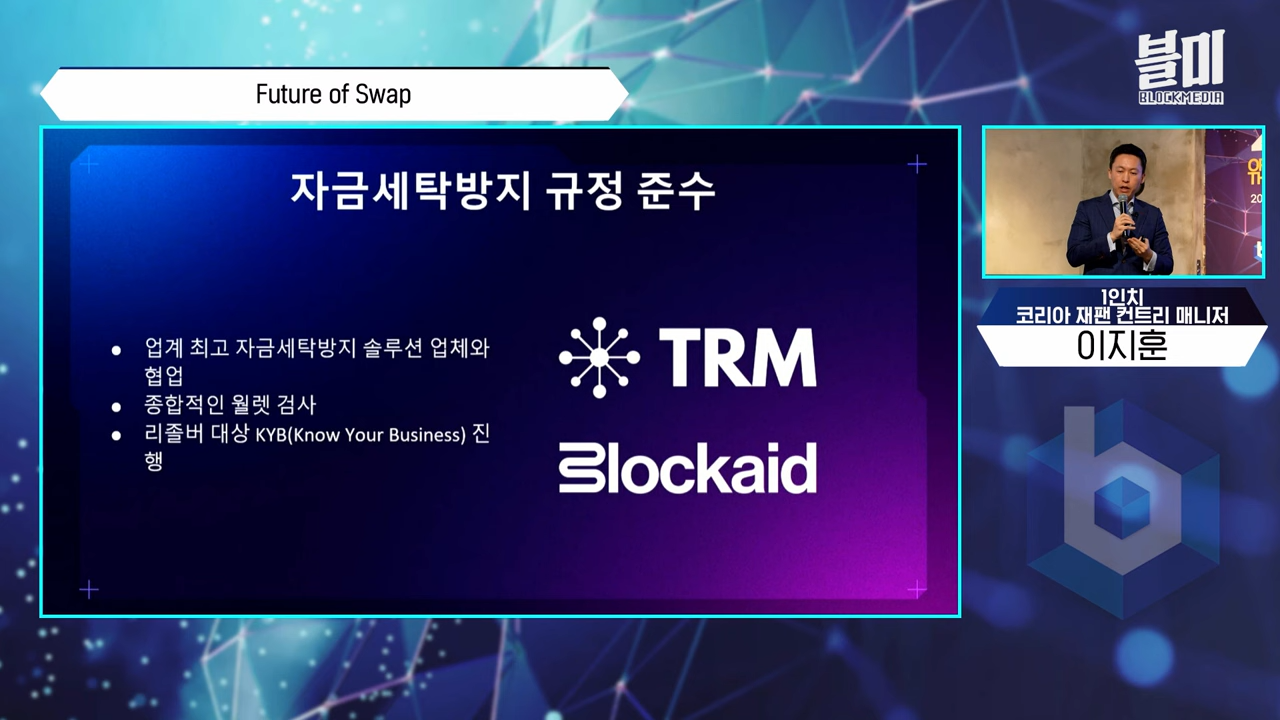 Future of Swap
블미
BLOCKMEDIA
자금세탁방지 규정 준수
업계 최고 자금세탁방지 솔루션 업체와
협업
종합적인 월렛 검사
리졸버 대상 KYB(Know Your Business) 진
행
TRM
Blockaid
20
1인치
코리아 재팬 컨트리 매니저
이지훈